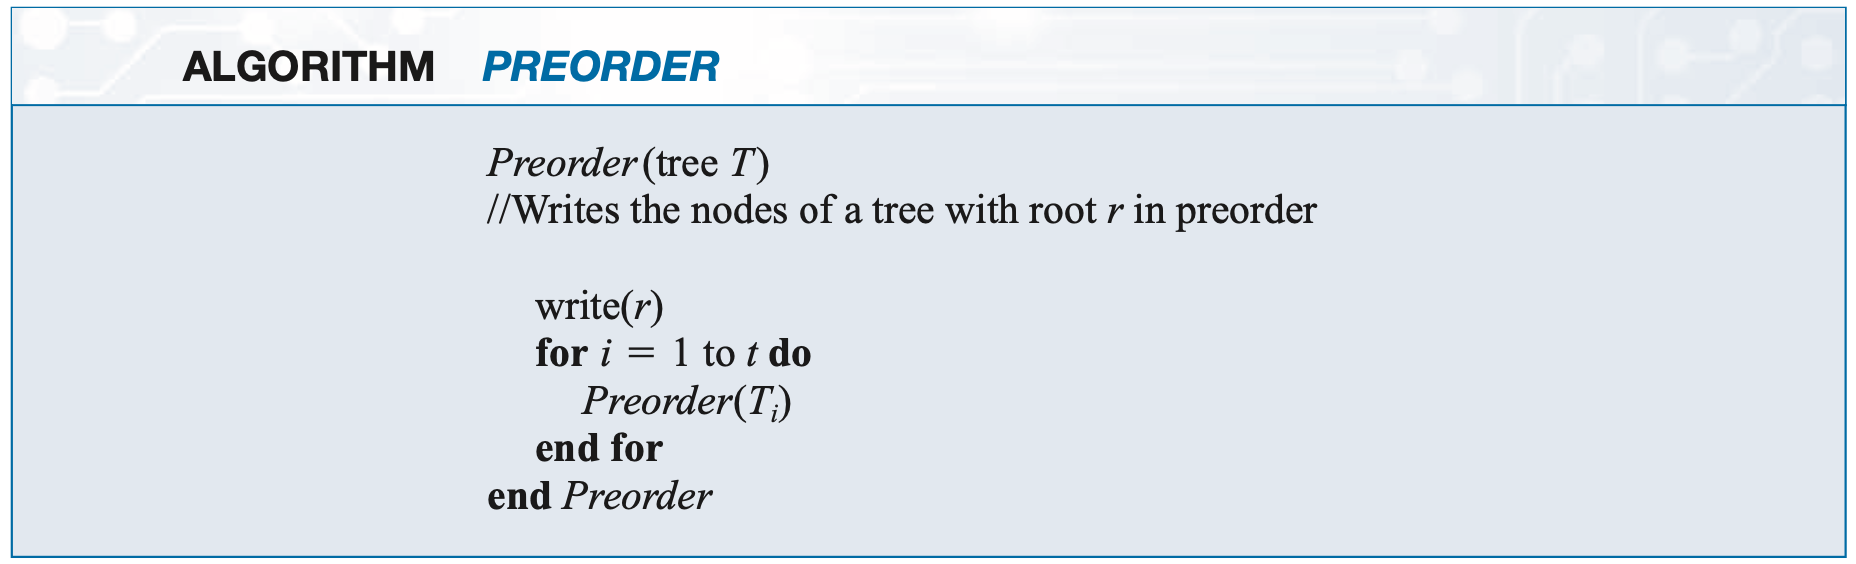 ALGORITHM PREORDER
Preorder(tree T)
//Writes the nodes of a tree with root r in preorder
write(r)
for i = 1 to t do
Preorder(Tᵢ)
end for
end Preorder